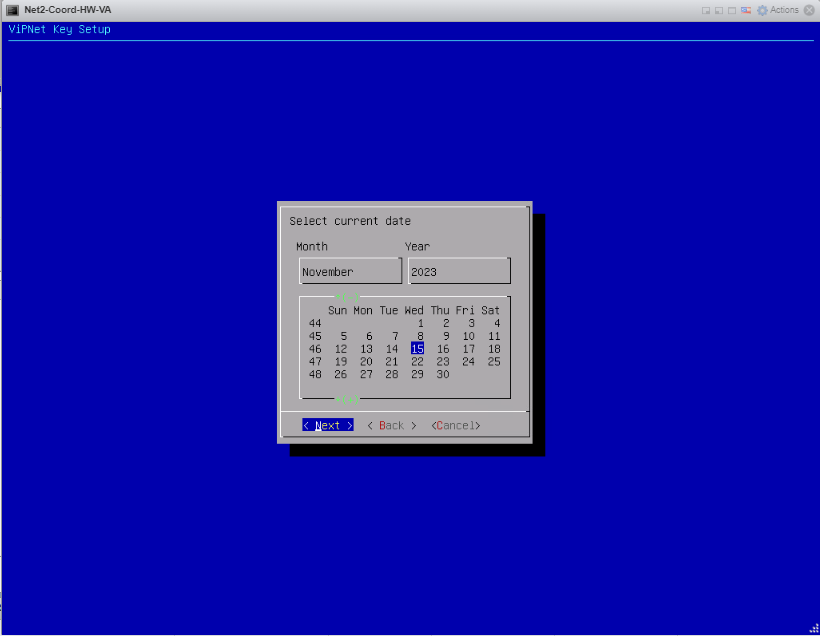 Net2-Coord-HW-VA
Actions
ViPNet Key Setup
Select current date
Month Year
November 2023
Sun Mon Tue Wed Thu Fri Sat
44 1 2 3 4
45 5 6 7 8 9 10 11
46 12 13 14 15 16 17 18
47 19 20 21 22 23 24 25
48 26 27 28 29 30
< Next > < Back > <Cancel>